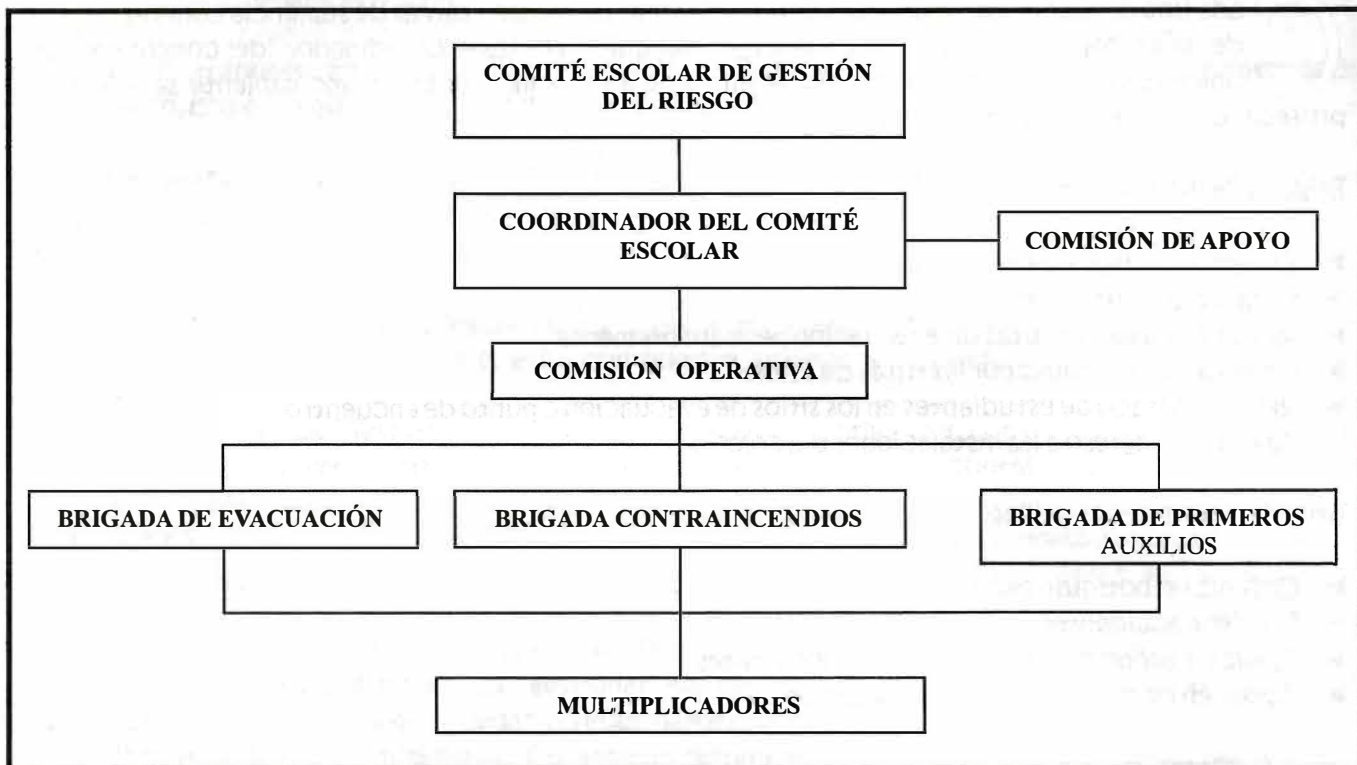 COMITÉ ESCOLAR DE GESTIÓN
DEL RIESGO
COORDINADOR DEL COMITÉ
ESCOLAR
COMISIÓN DE APOYO
COMISIÓN OPERATIVA
BRIGADA DE EVACUACIÓN
BRIGADA CONTRAINCENDIOS
BRIGADA DE PRIMEROS
AUXILIOS
MULTIPLICADORES